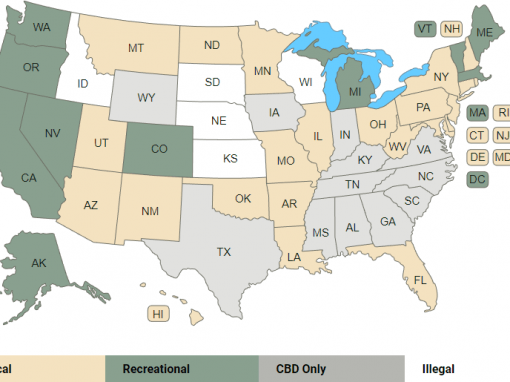 WA
MT
ND
MN
VT
NH
ME
OR
ID
SD
WI
MI
NY
WY
NE
IA
PA
MA
RI
NV
UT
CO
KS
IL
IN
OH
WV
VA
CT
NJ
CA
MO
KY
DE
MD
AZ
NM
OK
AR
TN
NC
SC
DC
TX
MS
AL
GA
LA
FL
AK
HI
cal
Recreational
CBD Only
Illegal